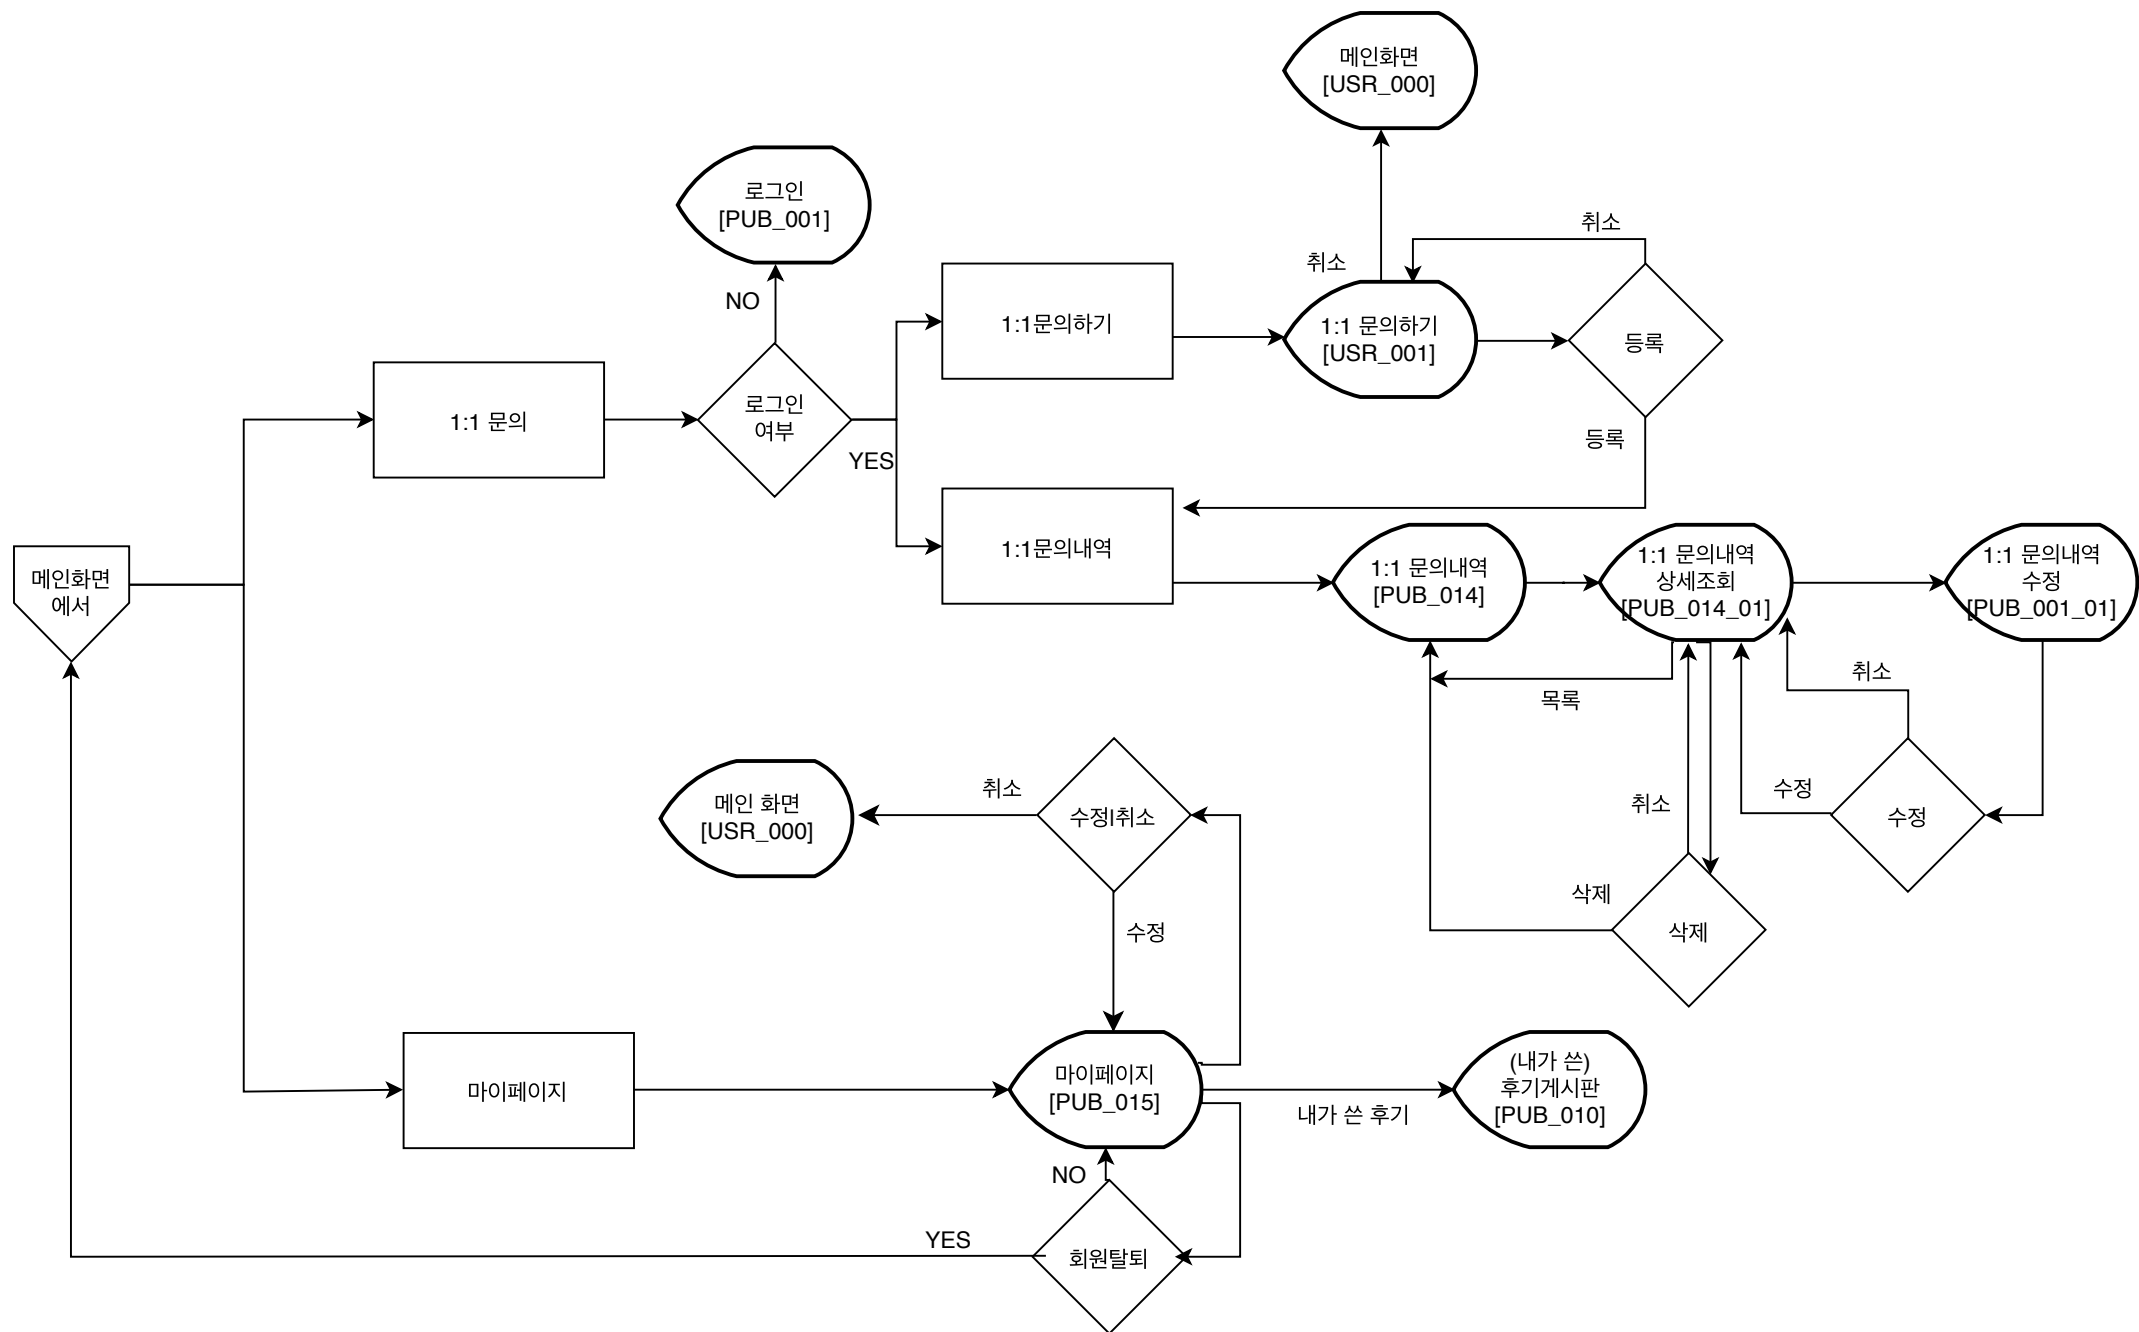 메인화면
[USR_000]
로그인
[PUB_001]
취소
취소
NO
1:1문의하기
1:1 문의하기
[USR_001]
등록
1:1 문의
로그인
여부
등록
YES
메인화면
에서
1:1문의내역
1:1 문의내역
[PUB_014]
1:1 문의내역
상세조회
[PUB_014_01]
1:1 문의내역
수정
[PUB_001_01]
취소
목록
메인 화면
[USR_000]
취소
수정|취소
취소
수정
수정
삭제
수정
삭제
마이페이지
마이페이지
[PUB_015]
내가 쓴 후기
(내가 쓴)
후기게시판
[PUB_010]
NO
YES
회원탈퇴